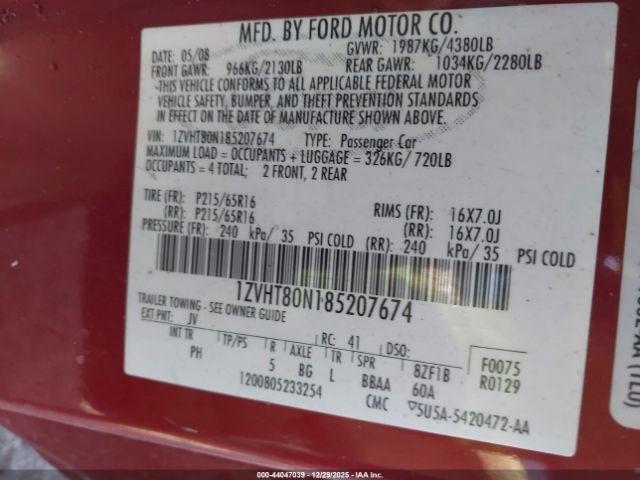 MFD. BY FORD MOTOR CO.
DATE: 05/08 GVWR: 1987KG/4380LB
FRONT GAWR: 966KG/2130LB REAR GAWR: 1034KG/2280LB
THIS VEHICLE CONFORMS TO ALL APPLICABLE FEDERAL MOTOR
VEHICLE SAFETY, BUMPER, AND THEFT PREVENTION STANDARDS
IN EFFECT ON THE DATE OF MANUFACTURE SHOWN ABOVE.
VIN: 1ZVHT80N185207674 TYPE: Passenger Car
MAXIMUM LOAD = OCCUPANTS + LUGGAGE = 326KG/ 720LB
OCCUPANTS = 4 TOTAL; 2 FRONT, 2 REAR
TIRE (FR): P215/65R16 RIMS (FR): 16X7.0J
(RR): P215/65R16 (RR): 16X7.0J
PRESSURE (FR): 240 kPa/ 35 PSI COLD (RR): 240 kPa/ 35 PSI COLD
1ZVHT80N185207674
TRAILER TOWING - SEE OWNER GUIDE
EXT PNT: JV RC: 41 DSO: F0075
INT TR TP/PS R AXLE TR SPR 8ZF1B R0129
PH 5 BG L BBAA 60A
1200805233254 CMC 5U5A-5420472-AA
000-44047039 - 12/29/2025 - IAAI.COM